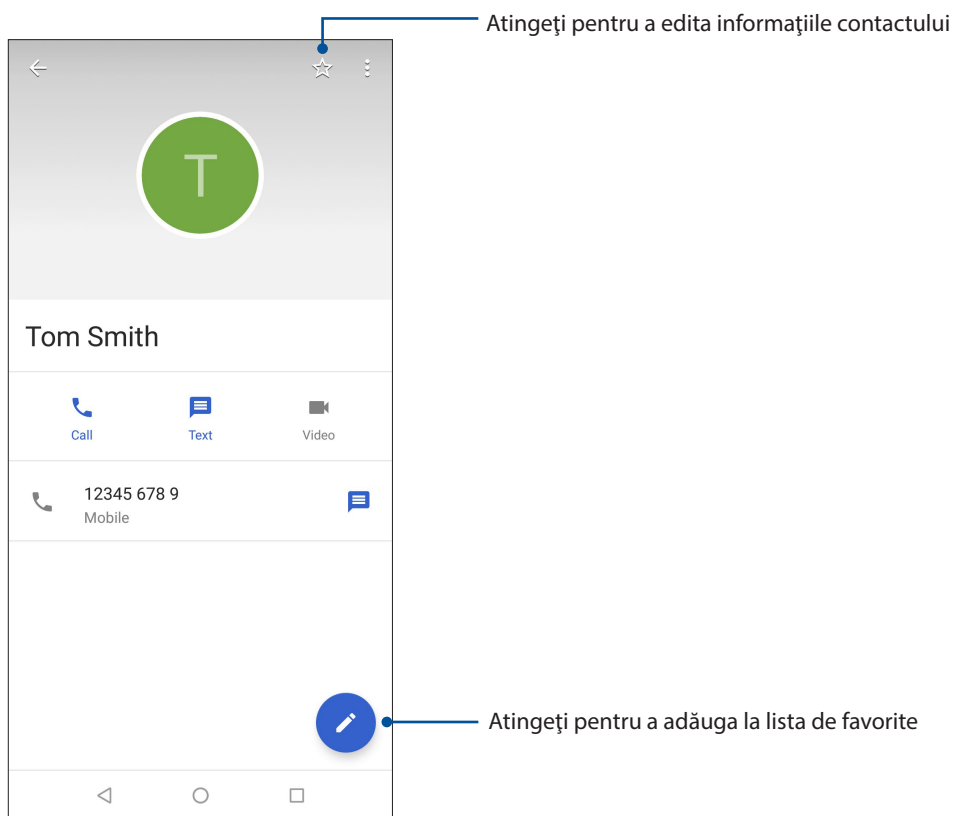 Atingeţi pentru a edita informaţiile contactului
T
Tom Smith
Call Text Video
12345 678 9
Mobile
Atingeţi pentru a adăuga la lista de favorite